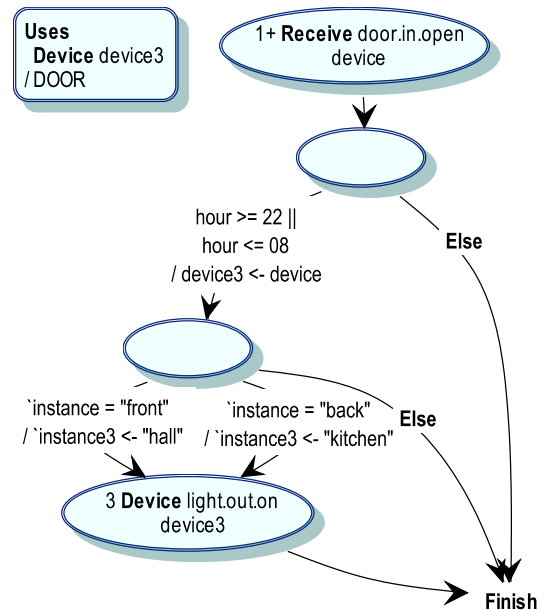 Uses
Device device3
/ DOOR
1+ Receive door.in.open
device
hour >= 22 ||
hour <= 08
/ device3 <- device
Else
`instance = "front"
/ `instance3 <- "hall"
`instance = "back"
/ `instance3 <- "kitchen"
Else
3 Device light.out.on
device3
Finish